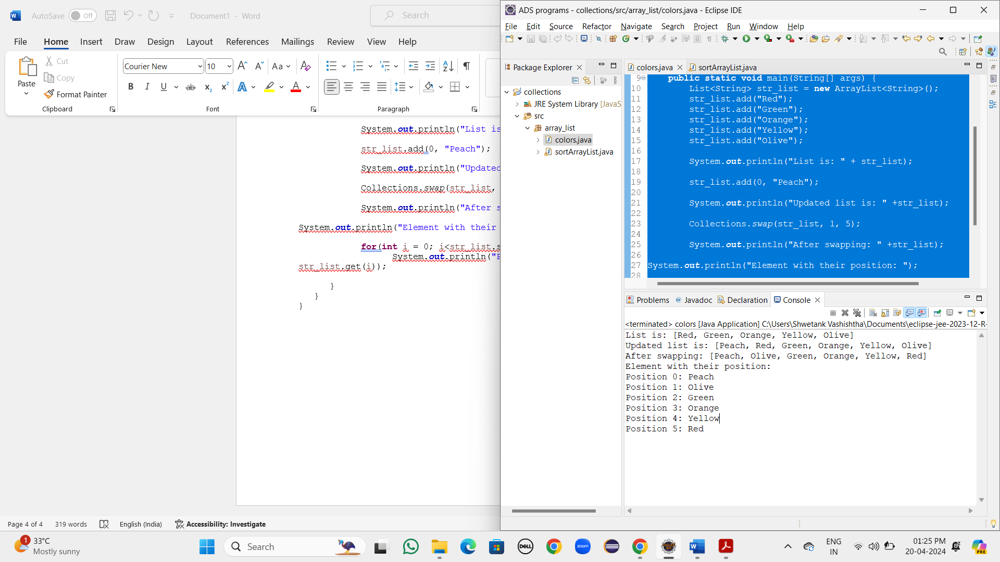 AutoSave Off Document1 - Word Search
File Home Insert Draw Design Layout References Mailings Review View Help
Paste Cut Copy Format Painter
Clipboard
Courier New 10
Font
Paragraph
System.out.println("List is
str_list.add(0, "Peach");
System.out.println("Updated
Collections.swap(str_list,
System.out.println("After s
System.out.println("Element with their
for(int i = 0; i<str_list.s
System.out.println("P
str_list.get(i));
}
}
}
Page 4 of 4 319 words English (India) Accessibility: Investigate
ADS programs - collections/src/array_list/colors.java - Eclipse IDE
File Edit Source Refactor Navigate Search Project Run Window Help
Package Explorer
collections
JRE System Library [JavaS
src
array_list
colors.java
sortArrayList.java
colors.java sortArrayList.java
9 public static void main(String[] args) {
10 List<String> str_list = new ArrayList<String>();
11 str_list.add("Red");
12 str_list.add("Green");
13 str_list.add("Orange");
14 str_list.add("Yellow");
15 str_list.add("Olive");
16
17 System.out.println("List is: " + str_list);
18
19 str_list.add(0, "Peach");
20
21 System.out.println("Updated list is: " +str_list);
22
23 Collections.swap(str_list, 1, 5);
24
25 System.out.println("After swapping: " +str_list);
26
27 System.out.println("Element with their position: ");
28
Problems Javadoc Declaration Console
<terminated> colors [Java Application] C:\Users\Shwetank Vashishtha\Documents\eclipse-jee-2023-12-R-
List is: [Red, Green, Orange, Yellow, Olive]
Updated list is: [Peach, Red, Green, Orange, Yellow, Olive]
After swapping: [Peach, Olive, Green, Orange, Yellow, Red]
Element with their position:
Position 0: Peach
Position 1: Olive
Position 2: Green
Position 3: Orange
Position 4: Yellow
Position 5: Red
1 33°C
Mostly sunny
Search
DELL
zoom
ENG
IN
01:25 PM
20-04-2024
PRE